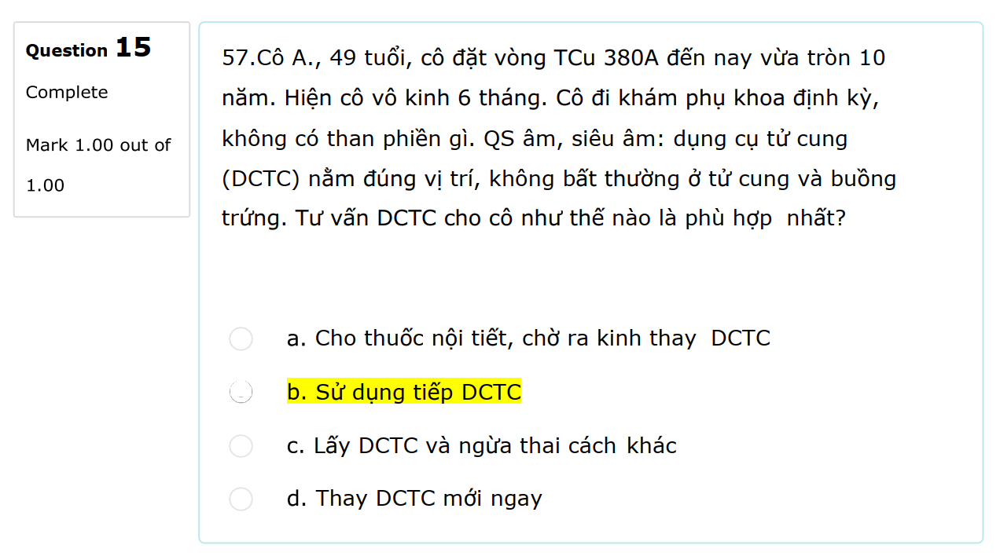 Question 15
Complete
Mark 1.00 out of
1.00
57.Cô A., 49 tuổi, cô đặt vòng TCu 380A đến nay vừa tròn 10
năm. Hiện cô vô kinh 6 tháng. Cô đi khám phụ khoa định kỳ,
không có than phiền gì. QS âm, siêu âm: dụng cụ tử cung
(DCTC) nằm đúng vị trí, không bất thường ở tử cung và buồng
trứng. Tư vấn DCTC cho cô như thế nào là phù hợp nhất?
a. Cho thuốc nội tiết, chờ ra kinh thay DCTC
b. Sử dụng tiếp DCTC
c. Lấy DCTC và ngừa thai cách khác
d. Thay DCTC mới ngay